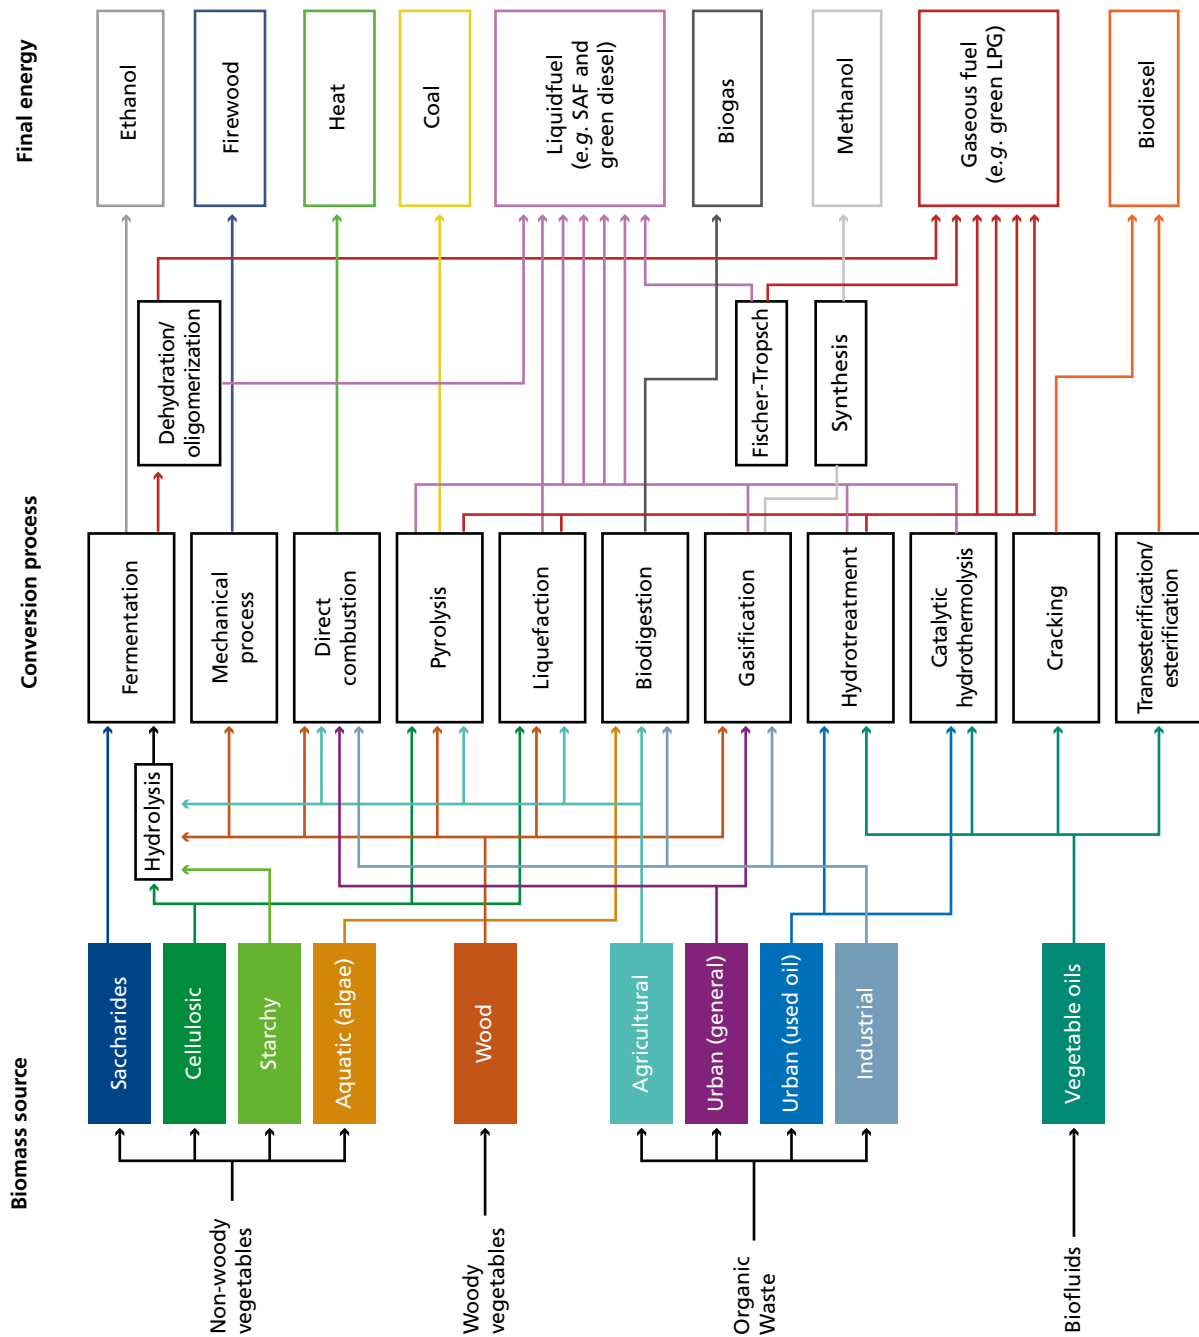 Biomass source
Conversion process
Final energy
Non-woody
vegetables
Woody
vegetables
Organic
Waste
Biofluids
Saccharides
Cellulosic
Starchy
Aquatic (algae)
Wood
Agricultural
Urban (general)
Urban (used oil)
Industrial
Vegetable oils
Hydrolysis
Fermentation
Mechanical
process
Direct
combustion
Pyrolysis
Liquefaction
Biodigestion
Gasification
Hydrotreatment
Catalytic
hydrothermolysis
Cracking
Transesterification/
esterification
Dehydration/
oligomerization
Fischer-Tropsch
Synthesis
Ethanol
Firewood
Heat
Coal
Liquidfuel
(e.g. SAF and
green diesel)
Biogas
Methanol
Gaseous fuel
(e.g. green LPG)
Biodiesel